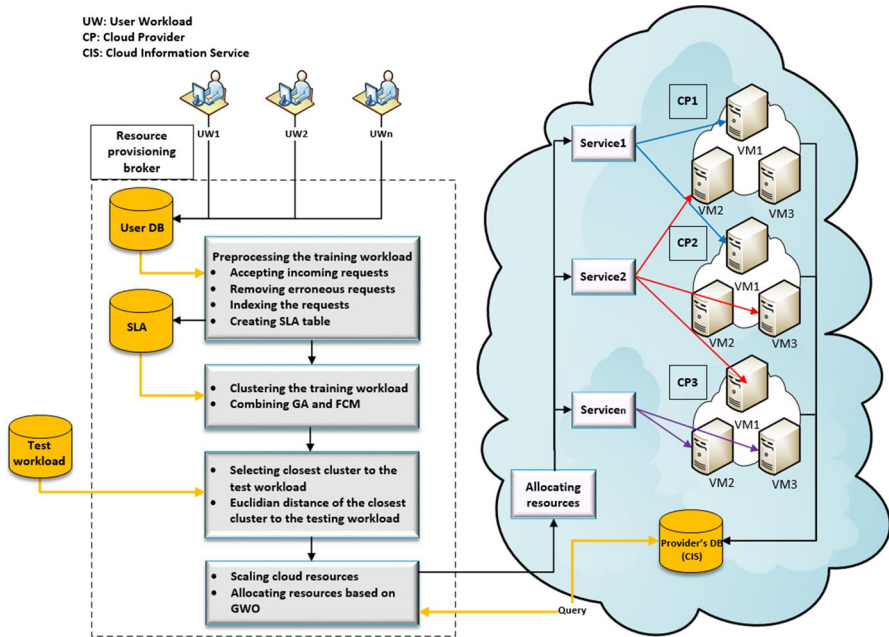 UW: User Workload
CP: Cloud Provider
CIS: Cloud Information Service
UW1
UW2
UWn
Resource
provisioning
broker
User DB
Preprocessing the training workload
• Accepting incoming requests
• Removing erroneous requests
• Indexing the requests
• Creating SLA table
SLA
• Clustering the training workload
• Combining GA and FCM
Test
workload
• Selecting closest cluster to the
test workload
• Euclidian distance of the closest
cluster to the testing workload
• Scaling cloud resources
• Allocating resources based on
GWO
Query
Allocating
resources
Service1
Service2
Servicen
CP1
VM1
VM2
VM3
CP2
VM1
VM2
VM3
CP3
VM1
VM2
VM3
Provider's DB
(CIS)